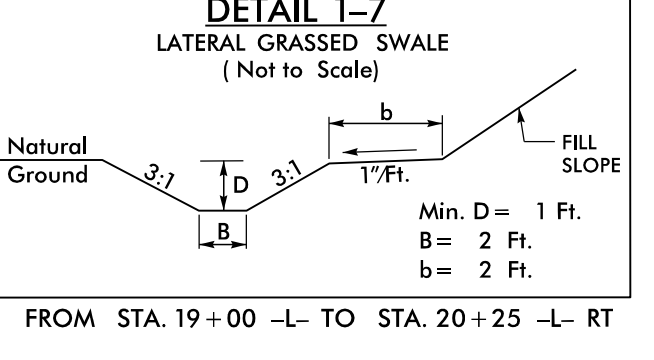 DETAIL 1–7
LATERAL GRASSED SWALE
( Not to Scale)
b
Natural
Ground
3:1
D
3:1
1"/Ft.
FILL
SLOPE
B
Min. D = 1 Ft.
B = 2 Ft.
b = 2 Ft.
FROM STA. 19+00 –L– TO STA. 20+25 –L– RT